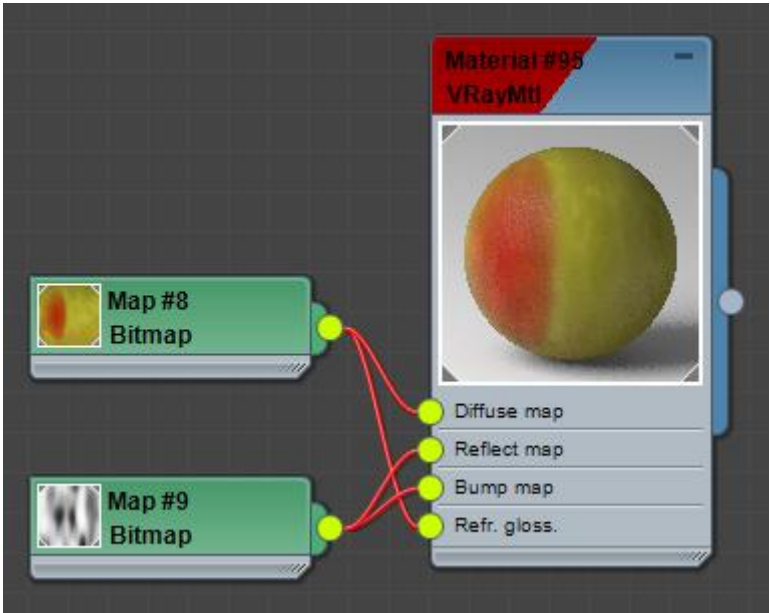 Material #95
VRayMtl
Map #8
Bitmap
Diffuse map
Reflect map
Bump map
Refr. gloss.
Map #9
Bitmap